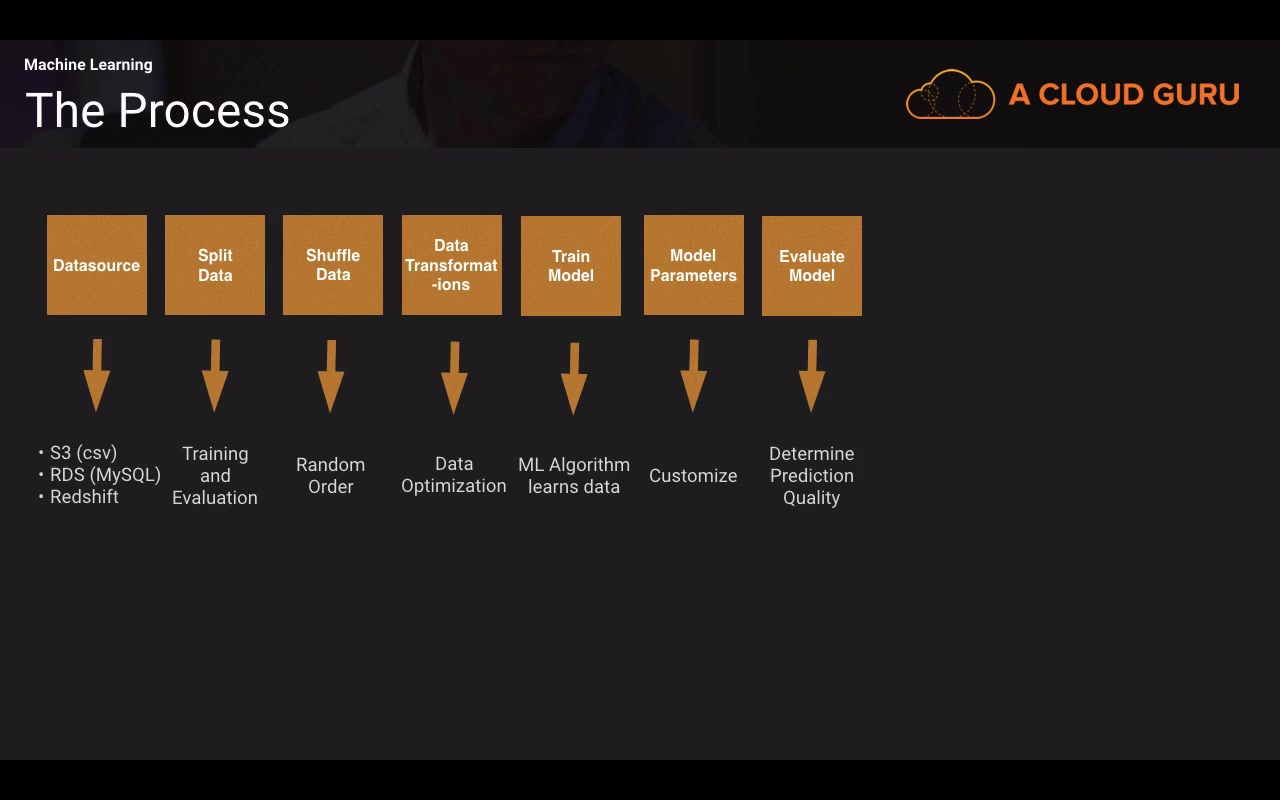 Machine Learning
The Process
A CLOUD GURU
Datasource
Split
Data
Shuffle
Data
Data
Transformat
-ions
Train
Model
Model
Parameters
Evaluate
Model
• S3 (csv)
• RDS (MySQL)
• Redshift
Training
and
Evaluation
Random
Order
Data
Optimization
ML Algorithm
learns data
Customize
Determine
Prediction
Quality